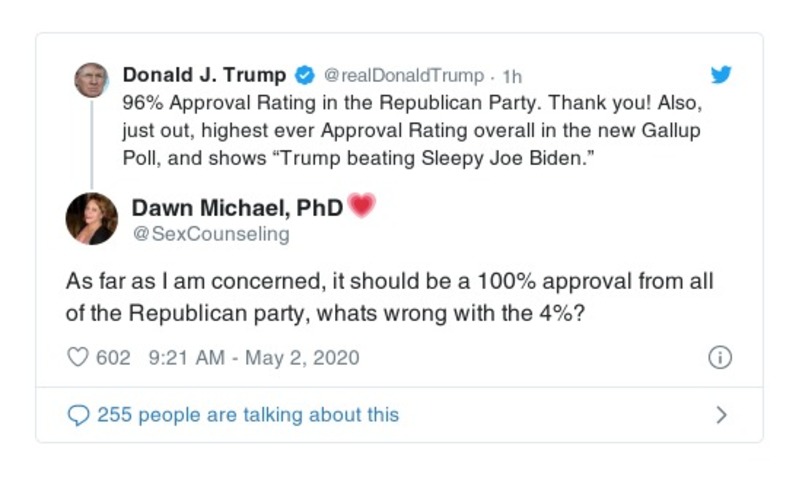 Donald J. Trump @realDonaldTrump · 1h
96% Approval Rating in the Republican Party. Thank you! Also,
just out, highest ever Approval Rating overall in the new Gallup
Poll, and shows “Trump beating Sleepy Joe Biden.”
Dawn Michael, PhD
@SexCounseling
As far as I am concerned, it should be a 100% approval from all
of the Republican party, whats wrong with the 4%?
602 9:21 AM - May 2, 2020
255 people are talking about this